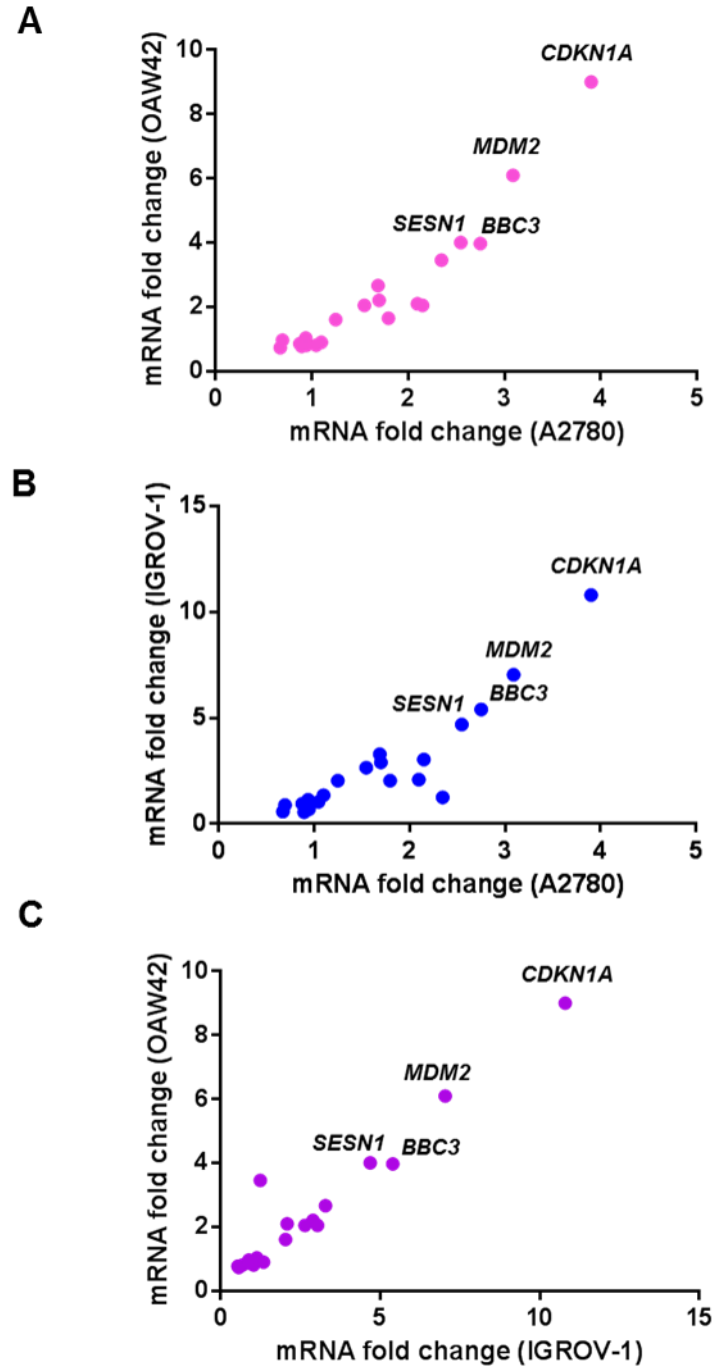 A
mRNA fold change (OAW42)
10
8
6
4
2
0
CDKN1A
MDM2
SESN1 BBC3
0 1 2 3 4 5
mRNA fold change (A2780)
B
mRNA fold change (IGROV-1)
15
10
5
0
CDKN1A
MDM2
BBC3
SESN1
0 1 2 3 4 5
mRNA fold change (A2780)
C
mRNA fold change (OAW42)
10
8
6
4
2
0
CDKN1A
MDM2
SESN1 BBC3
0 5 10 15
mRNA fold change (IGROV-1)